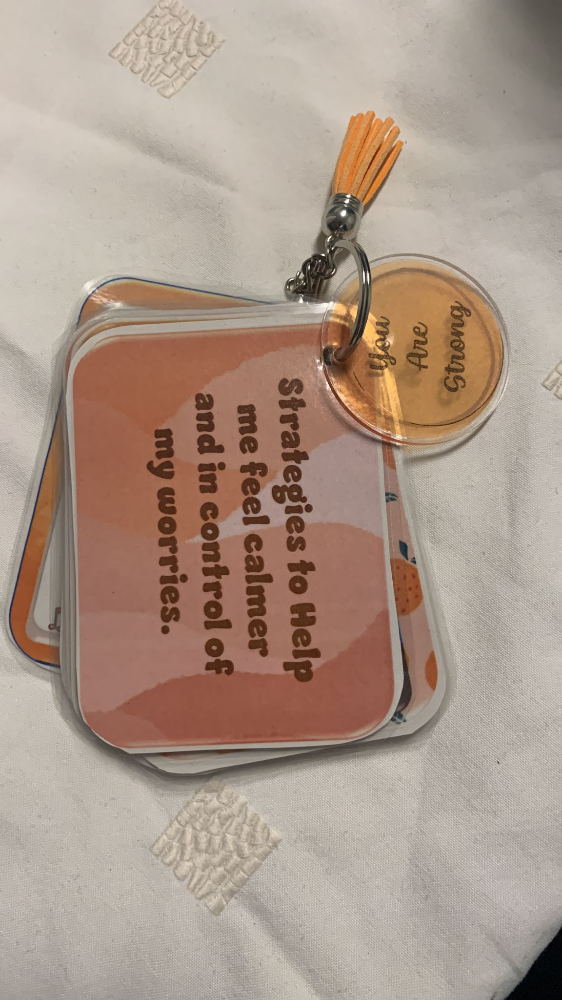 Strategies to Help
me feel calmer
and in control of
my worries.
You
Are
Strong